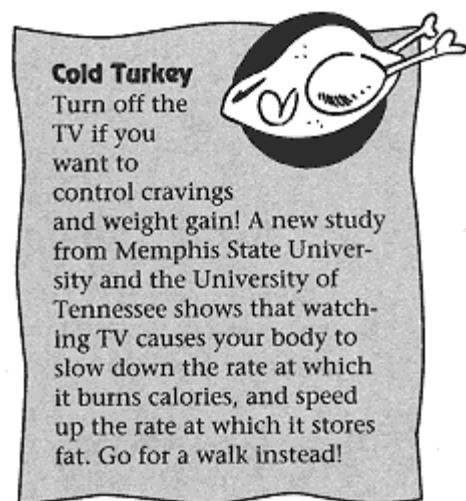 Cold Turkey
Turn off the
TV if you
want to
control cravings
and weight gain! A new study
from Memphis State Univer-
sity and the University of
Tennessee shows that watch-
ing TV causes your body to
slow down the rate at which
it burns calories, and speed
up the rate at which it stores
fat. Go for a walk instead!